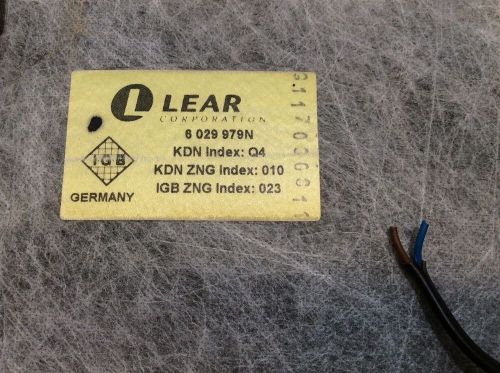 LEAR
CORPORATION
6 029 979N
KDN Index: Q4
KDN ZNG Index: 010
IGB ZNG Index: 023
IGB
GERMANY